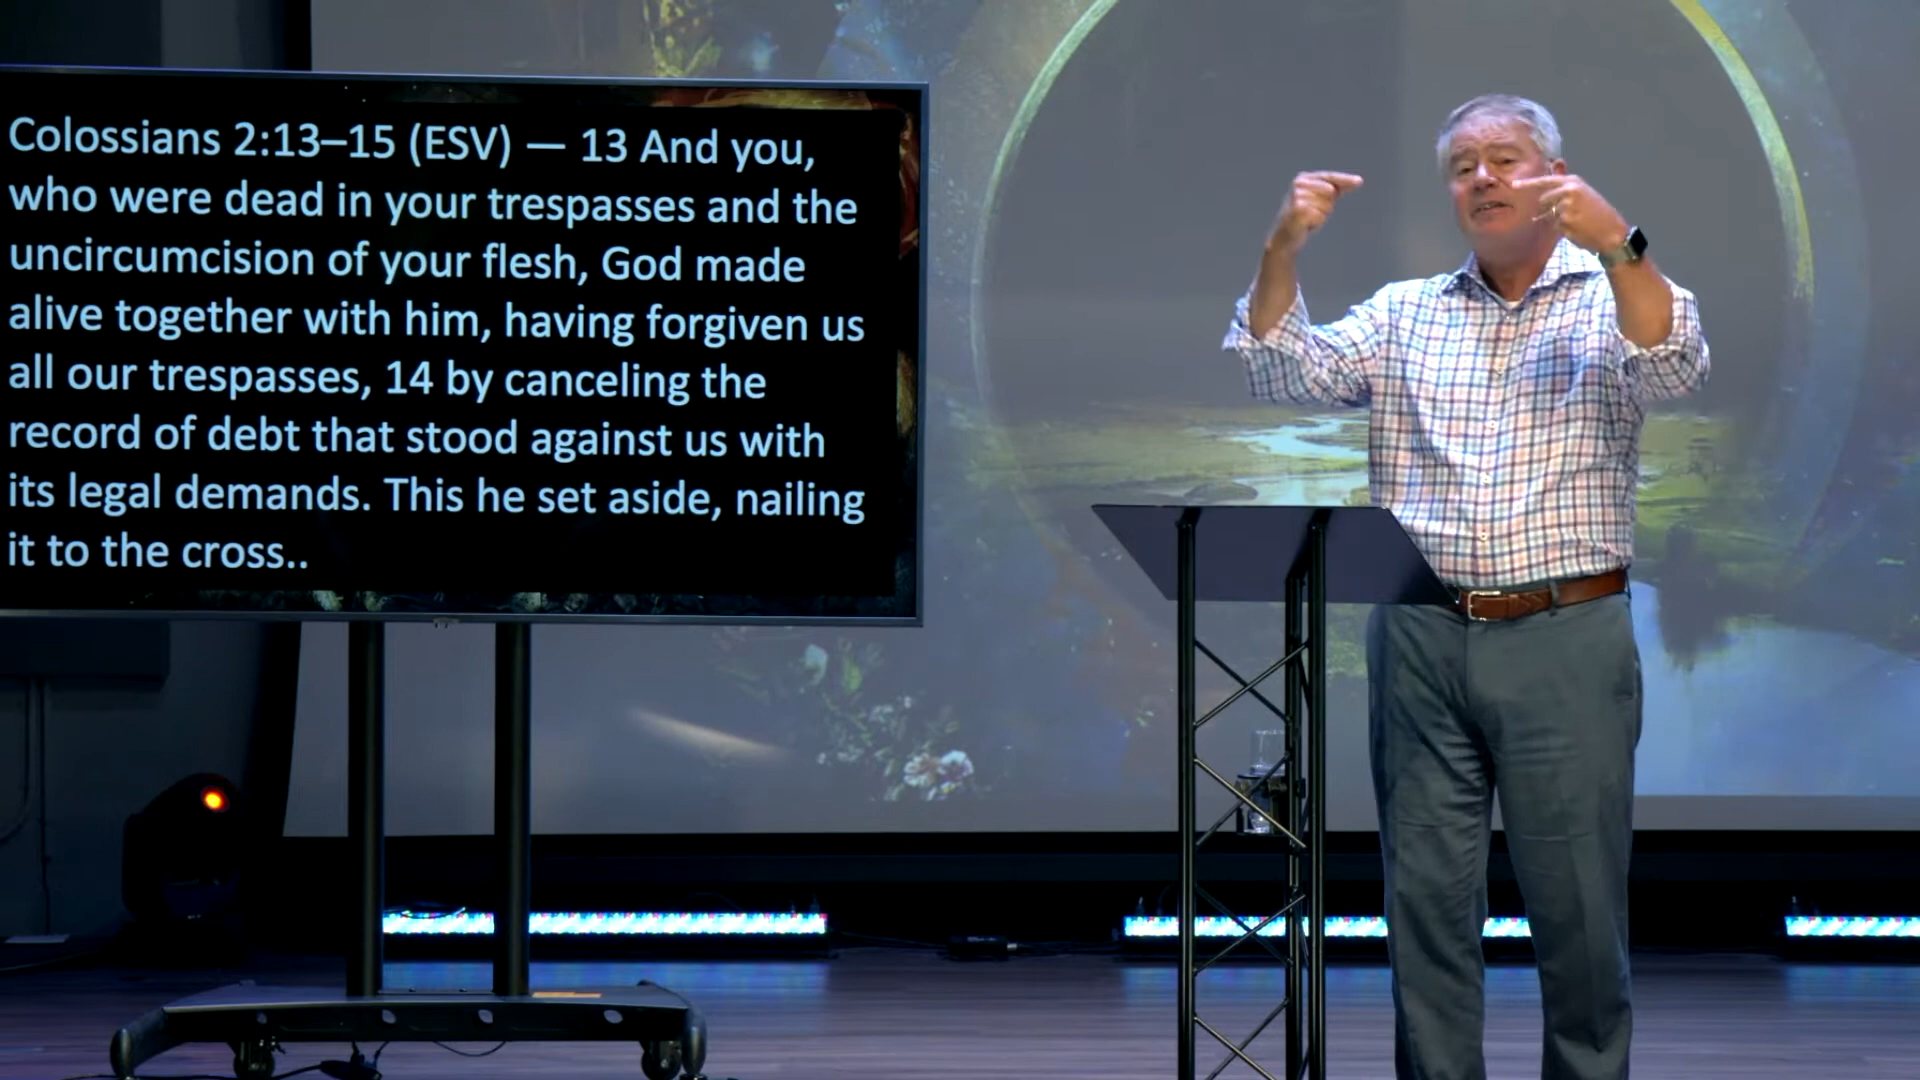 Colossians 2:13–15 (ESV) — 13 And you,
who were dead in your trespasses and the
uncircumcision of your flesh, God made
alive together with him, having forgiven us
all our trespasses, 14 by canceling the
record of debt that stood against us with
its legal demands. This he set aside, nailing
it to the cross..